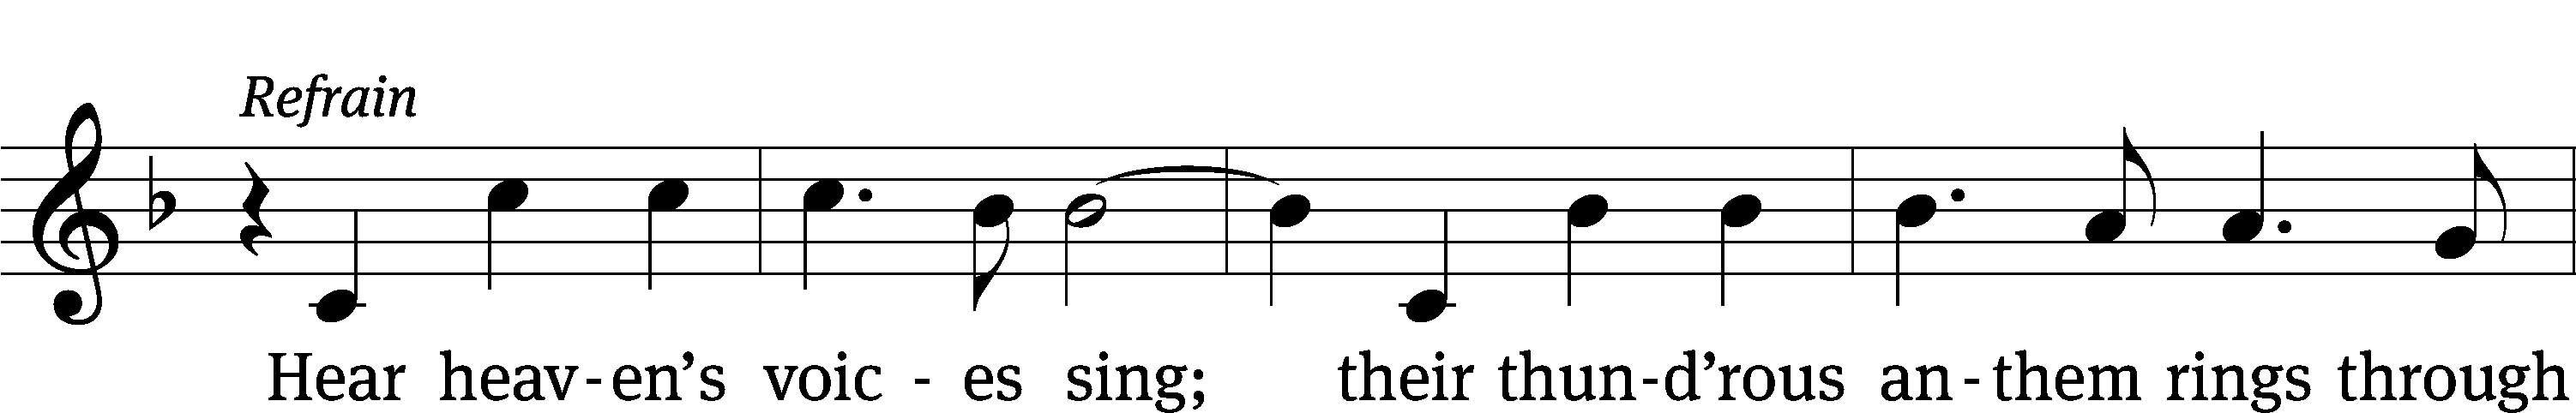 Refrain
Hear heav-en’s voic - es sing; their thun-d’rous an-them rings through